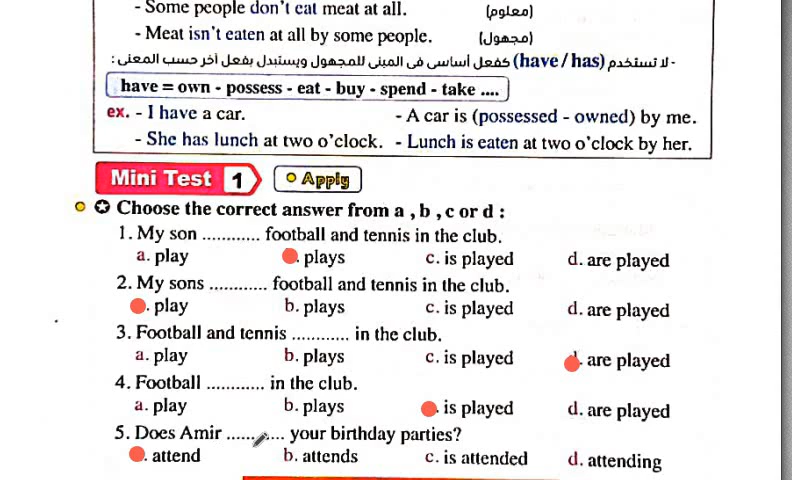 - Some people don't eat meat at all. (معلوم)
- Meat isn't eaten at all by some people. (مجهول)
- لا تستخدم (have / has) كفعل أساسى فى المبنى للمجهول ويستبدل بفعل آخر حسب المعنى :
have = own - possess - eat - buy - spend - take ....
ex. - I have a car. - A car is (possessed - owned) by me.
- She has lunch at two o'clock. - Lunch is eaten at two o'clock by her.
Mini Test 1 Apply
Choose the correct answer from a , b , c or d :
1. My son ............ football and tennis in the club.
a. play . plays c. is played d. are played
2. My sons ............ football and tennis in the club.
. play b. plays c. is played d. are played
3. Football and tennis ............ in the club.
a. play b. plays c. is played . are played
4. Football ............ in the club.
a. play b. plays . is played d. are played
5. Does Amir ............ your birthday parties?
. attend b. attends c. is attended d. attending